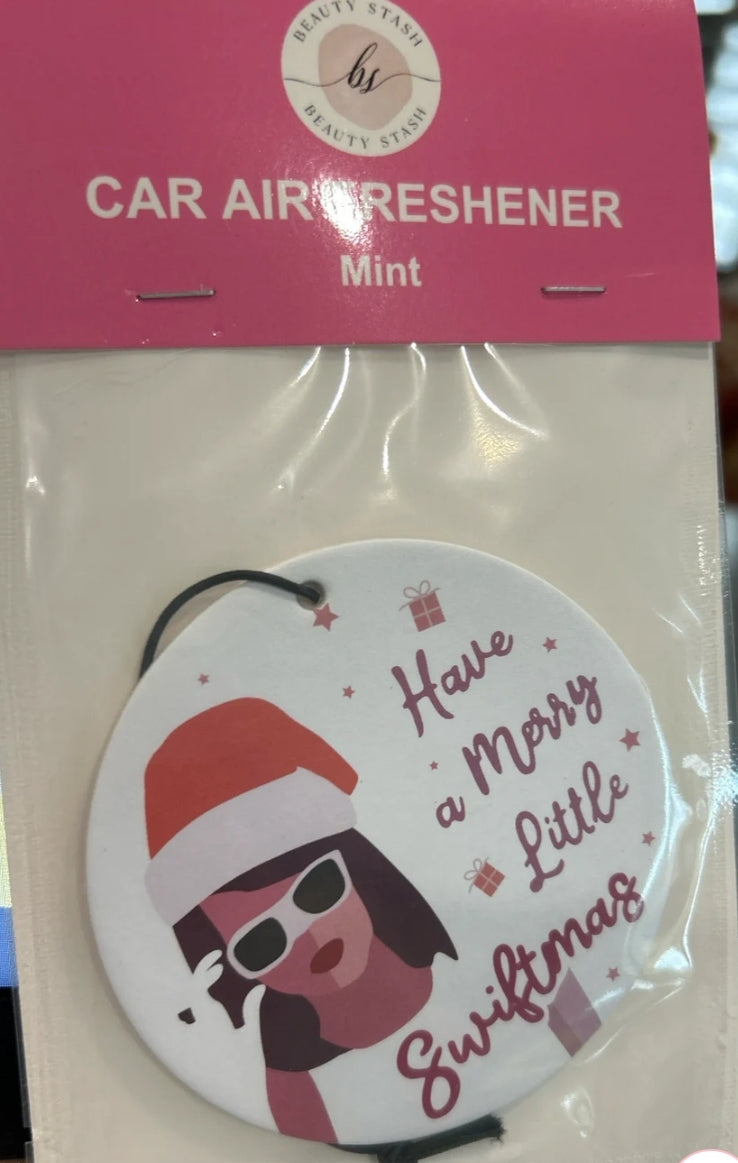 BEAUTY STASH
bs
BEAUTY STASH
CAR AIR FRESHENER
Mint
Have
a Merry
Little
Swiftmas